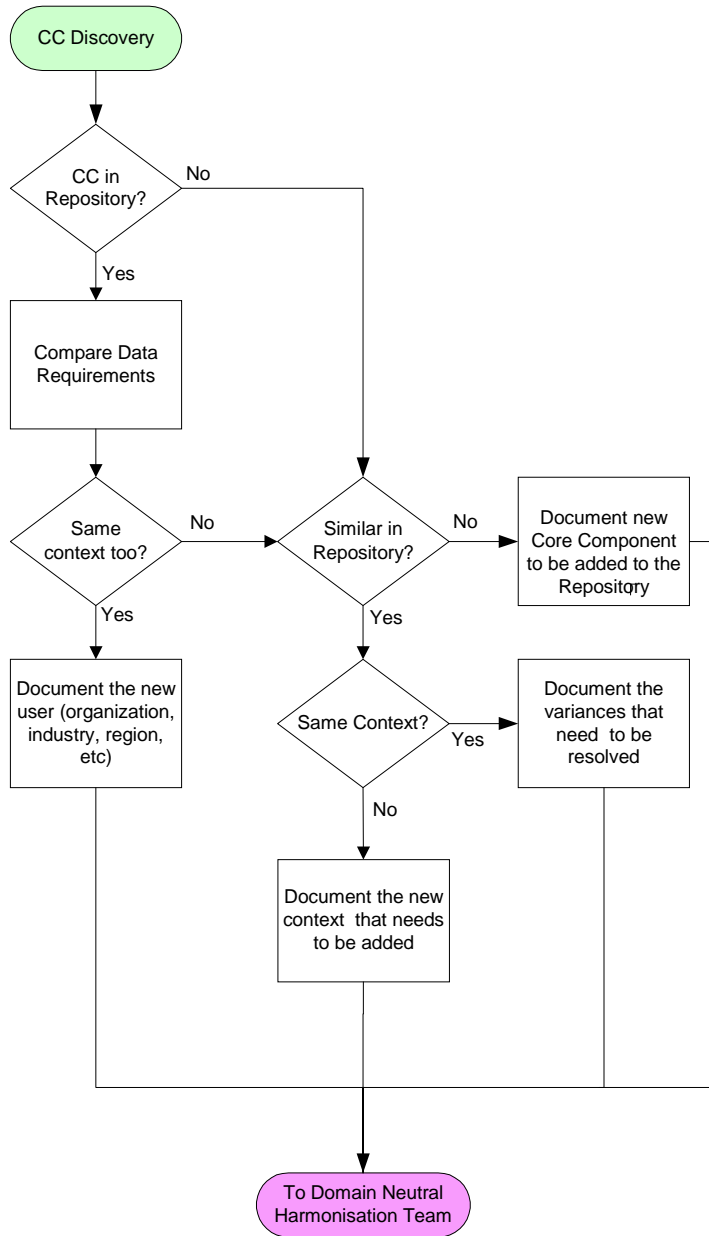 CC Discovery
CC in
Repository?
No
Yes
Compare Data
Requirements
Same
context too?
No
Similar in
Repository?
No
Document new
Core Component
to be added to the
Repository
Yes
Yes
Document the new
user (organization,
industry, region,
etc)
Same Context?
Yes
Document the
variances that
need to be
resolved
No
Document the new
context that needs
to be added
To Domain Neutral
Harmonisation Team